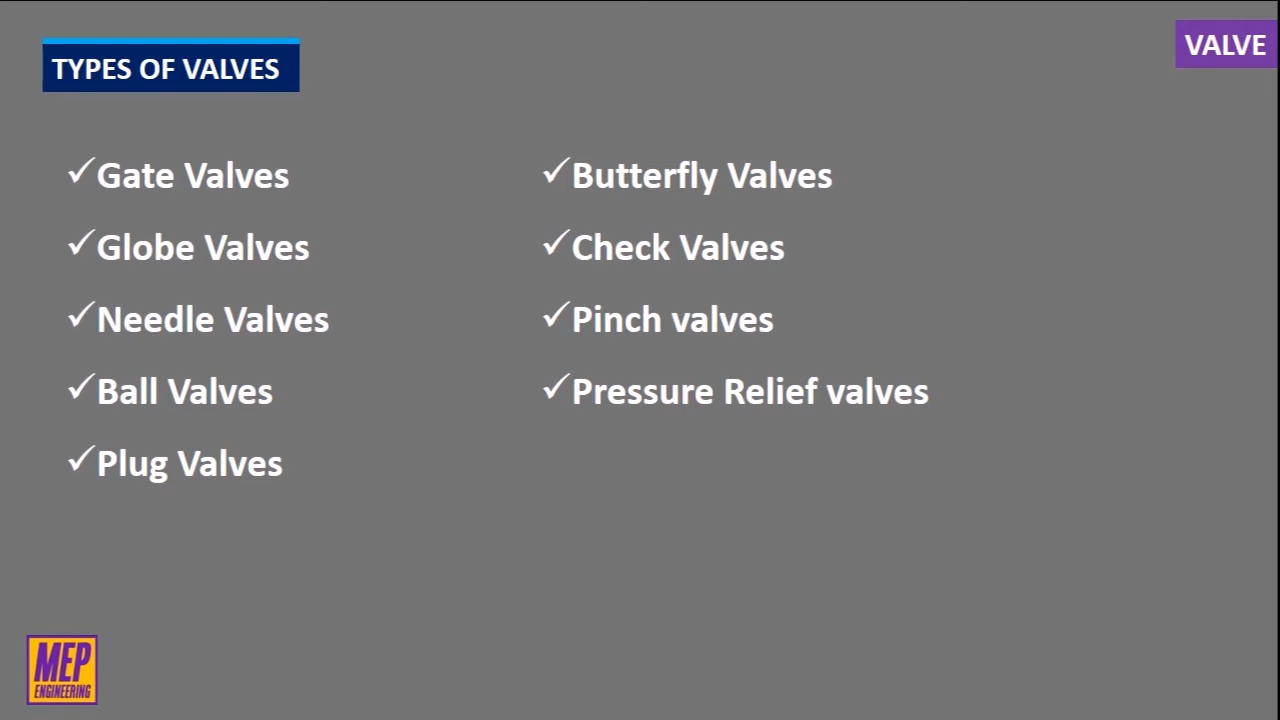 TYPES OF VALVES
VALVE
✓Gate Valves
✓Globe Valves
✓Needle Valves
✓Ball Valves
✓Plug Valves
✓Butterfly Valves
✓Check Valves
✓Pinch valves
✓Pressure Relief valves
MEP
ENGINEERING